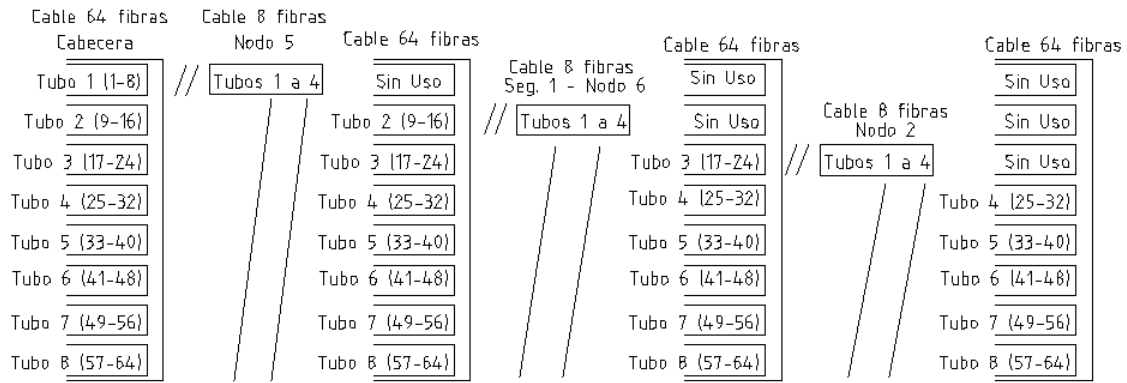 Cable 64 fibras
Cabecera
Tubo 1 (1-8)
Tubo 2 (9-16)
Tubo 3 (17-24)
Tubo 4 (25-32)
Tubo 5 (33-40)
Tubo 6 (41-48)
Tubo 7 (49-56)
Tubo 8 (57-64)
//
Cable 8 fibras
Nodo 5
Tubos 1 a 4
Cable 64 fibras
Sin Uso
Tubo 2 (9-16)
Tubo 3 (17-24)
Tubo 4 (25-32)
Tubo 5 (33-40)
Tubo 6 (41-48)
Tubo 7 (49-56)
Tubo 8 (57-64)
//
Cable 8 fibras
Seg. 1 - Nodo 6
Tubos 1 a 4
Cable 64 fibras
Sin Uso
Sin Uso
Tubo 3 (17-24)
Tubo 4 (25-32)
Tubo 5 (33-40)
Tubo 6 (41-48)
Tubo 7 (49-56)
Tubo 8 (57-64)
//
Cable 8 fibras
Nodo 2
Tubos 1 a 4
Cable 64 fibras
Sin Uso
Sin Uso
Sin Uso
Tubo 4 (25-32)
Tubo 5 (33-40)
Tubo 6 (41-48)
Tubo 7 (49-56)
Tubo 8 (57-64)